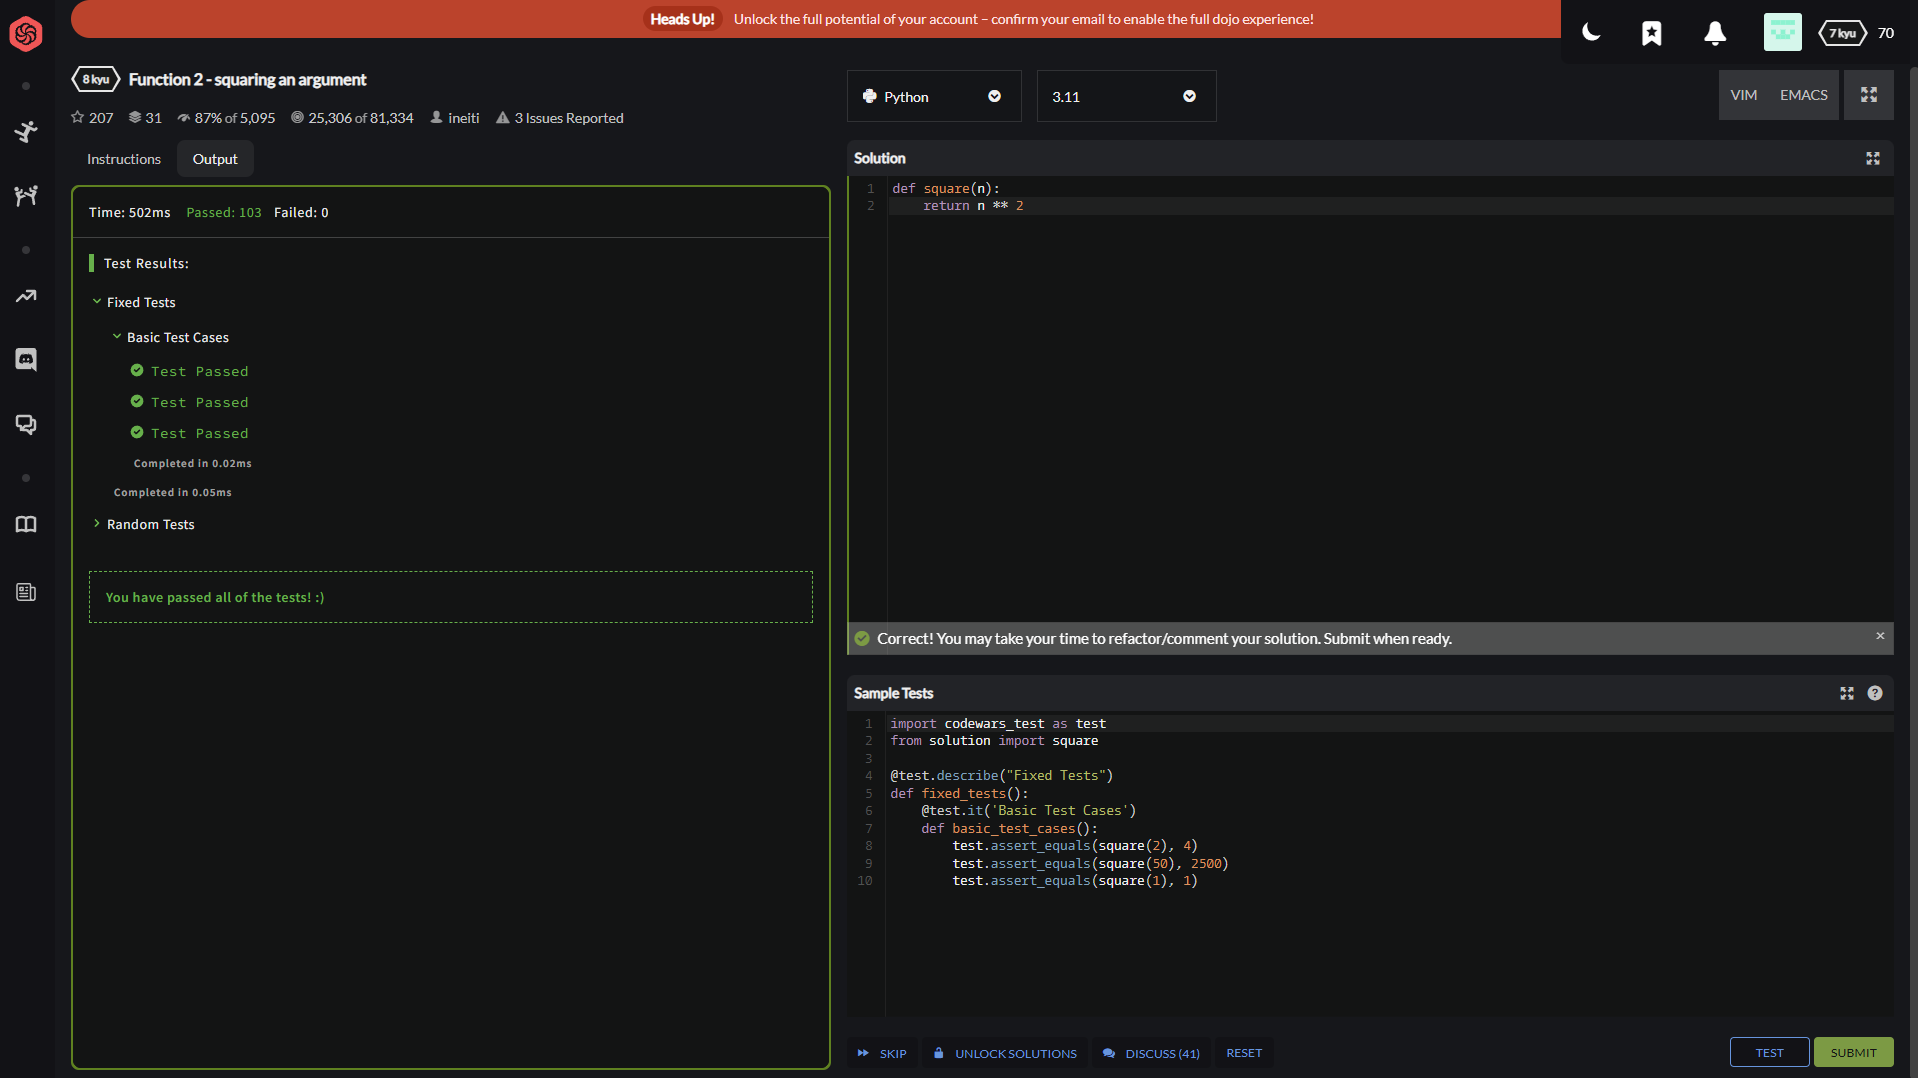 Heads Up! Unlock the full potential of your account – confirm your email to enable the full dojo experience!
7 kyu 70
8 kyu Function 2 - squaring an argument
207 31 87% of 5,095 25,306 of 81,334 ineiti 3 Issues Reported
Instructions Output
Time: 502ms Passed: 103 Failed: 0
Test Results:
Fixed Tests
Basic Test Cases
Test Passed
Test Passed
Test Passed
Completed in 0.02ms
Completed in 0.05ms
Random Tests
You have passed all of the tests! :)
Python 3.11 VIM EMACS
Solution
1 def square(n):
2     return n ** 2
Correct! You may take your time to refactor/comment your solution. Submit when ready. ×
Sample Tests
1 import codewars_test as test
2 from solution import square
3
4 @test.describe("Fixed Tests")
5 def fixed_tests():
6     @test.it('Basic Test Cases')
7     def basic_test_cases():
8         test.assert_equals(square(2), 4)
9         test.assert_equals(square(50), 2500)
10         test.assert_equals(square(1), 1)
SKIP UNLOCK SOLUTIONS DISCUSS (41) RESET TEST SUBMIT